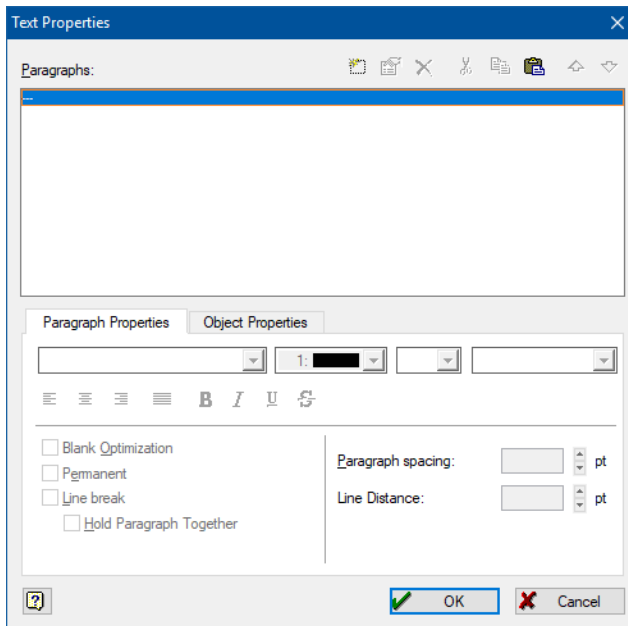 Text Properties
Paragraphs:
---
Paragraph Properties
Object Properties
1:
B I U S
Blank Optimization
Permanent
Line break
Hold Paragraph Together
Paragraph spacing:
pt
Line Distance:
pt
?
OK
Cancel